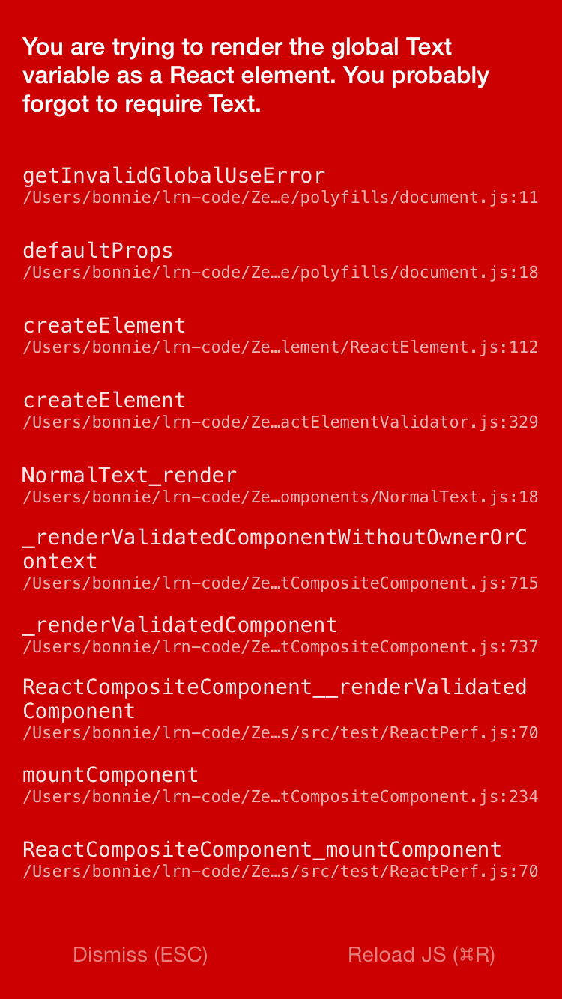 You are trying to render the global Text
variable as a React element. You probably
forgot to require Text.
getInvalidGlobalUseError
/Users/bonnie/lrn-code/Ze…e/polyfills/document.js:11
defaultProps
/Users/bonnie/lrn-code/Ze…e/polyfills/document.js:18
createElement
/Users/bonnie/lrn-code/Ze…lement/ReactElement.js:112
createElement
/Users/bonnie/lrn-code/Ze…actElementValidator.js:329
NormalText_render
/Users/bonnie/lrn-code/Ze…omponents/NormalText.js:18
_renderValidatedComponentWithoutOwnerOrC
ontext
/Users/bonnie/lrn-code/Ze…tCompositeComponent.js:715
_renderValidatedComponent
/Users/bonnie/lrn-code/Ze…tCompositeComponent.js:737
ReactCompositeComponent__renderValidated
Component
/Users/bonnie/lrn-code/Ze…s/src/test/ReactPerf.js:70
mountComponent
/Users/bonnie/lrn-code/Ze…tCompositeComponent.js:234
ReactCompositeComponent_mountComponent
/Users/bonnie/lrn-code/Ze…s/src/test/ReactPerf.js:70
Dismiss (ESC)
Reload JS (⌘R)